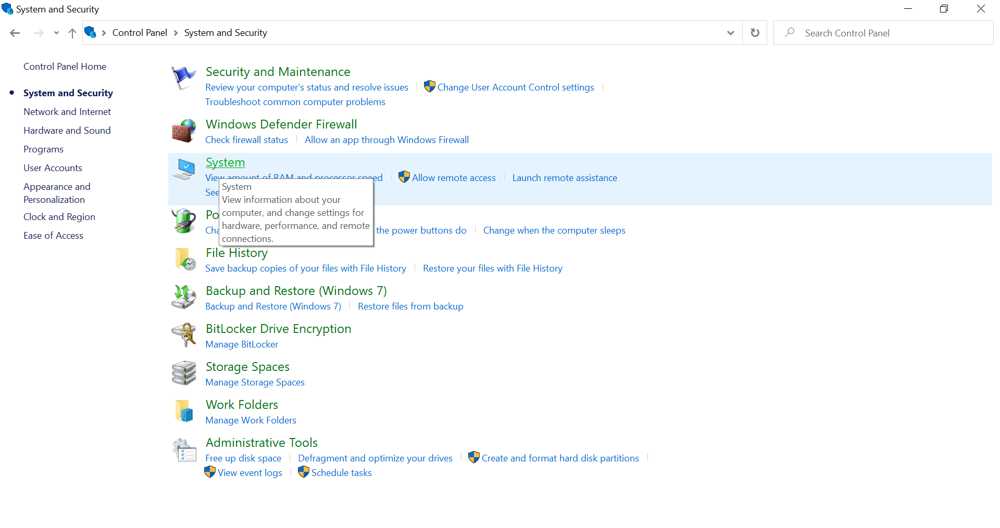 System and Security
Control Panel > System and Security
Search Control Panel
Control Panel Home
System and Security
Network and Internet
Hardware and Sound
Programs
User Accounts
Appearance and
Personalization
Clock and Region
Ease of Access
Security and Maintenance
Review your computer's status and resolve issues | Change User Account Control settings |
Troubleshoot common computer problems
Windows Defender Firewall
Check firewall status | Allow an app through Windows Firewall
System
View amount of RAM and processor speed | Allow remote access | Launch remote assistance |
See
System
View information about your
computer, and change settings for
hardware, performance, and remote
connections.
the power buttons do | Change when the computer sleeps
File History
Save backup copies of your files with File History | Restore your files with File History
Backup and Restore (Windows 7)
Backup and Restore (Windows 7) | Restore files from backup
BitLocker Drive Encryption
Manage BitLocker
Storage Spaces
Manage Storage Spaces
Work Folders
Manage Work Folders
Administrative Tools
Free up disk space | Defragment and optimize your drives | Create and format hard disk partitions |
View event logs | Schedule tasks